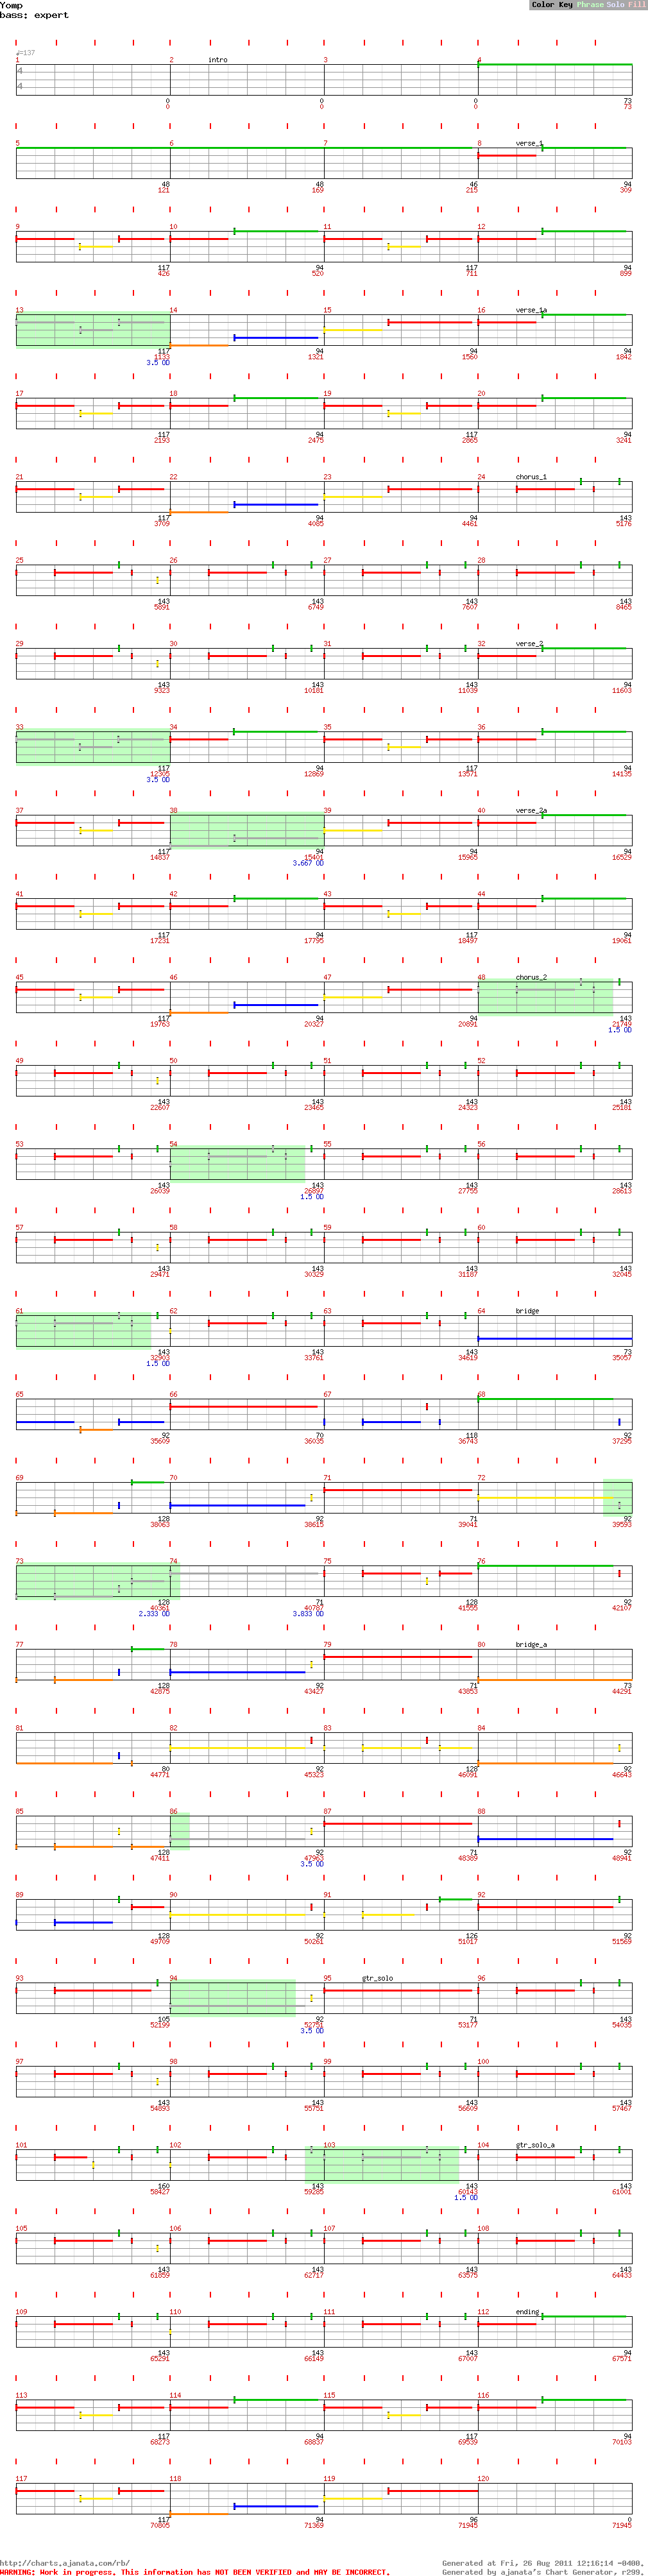 Yomp
bass: expert
Color Key Phrase Solo Fill
♩=137
1 2 intro 3 4
4
4
0 0 0 73
0 0 0 73
5 6 7 8 verse_1
48 48 46 94
121 169 215 309
9 10 11 12
117 94 117 94
426 520 711 899
13 14 15 16 verse_1a
117 94 94 94
1133 1321 1560 1842
3.5 OD
17 18 19 20
117 94 117 94
2193 2475 2865 3241
21 22 23 24 chorus_1
117 94 94 143
3709 4085 4461 5176
25 26 27 28
143 143 143 143
5891 6749 7607 8465
29 30 31 32 verse_2
143 143 143 94
9323 10181 11039 11603
33 34 35 36
117 94 117 94
12305 12869 13571 14135
3.5 OD
37 38 39 40 verse_2a
117 94 94 94
14837 15401 15965 16529
3.667 OD
41 42 43 44
117 94 117 94
17231 17795 18497 19061
45 46 47 48 chorus_2
117 94 94 143
19763 20327 20891 21749
1.5 OD
49 50 51 52
143 143 143 143
22607 23465 24323 25181
53 54 55 56
143 143 143 143
26039 26897 27755 28613
1.5 OD
57 58 59 60
143 143 143 143
29471 30329 31187 32045
61 62 63 64 bridge
143 143 143 73
32903 33761 34619 35057
1.5 OD
65 66 67 68
92 70 118 92
35609 36035 36743 37295
69 70 71 72
128 92 71 92
38063 38615 39041 39593
73 74 75 76
128 71 128 92
40361 40787 41555 42107
2.333 OD 3.833 OD
77 78 79 80 bridge_a
128 92 71 73
42875 43427 43853 44291
81 82 83 84
80 92 128 92
44771 45323 46091 46643
85 86 87 88
128 92 71 92
47411 47963 48389 48941
3.5 OD
89 90 91 92
128 92 126 92
49709 50261 51017 51569
93 94 95 gtr_solo 96
105 92 71 143
52199 52751 53177 54035
3.5 OD
97 98 99 100
143 143 143 143
54893 55751 56609 57467
101 102 103 104 gtr_solo_a
160 143 143 143
58427 59285 60143 61001
1.5 OD
105 106 107 108
143 143 143 143
61859 62717 63575 64433
109 110 111 112 ending
143 143 143 94
65291 66149 67007 67571
113 114 115 116
117 94 117 94
68273 68837 69539 70103
117 118 119 120
117 94 96 0
70805 71369 71945 71945
http://charts.ajanata.com/rb/
Generated at Fri, 26 Aug 2011 12:16:14 -0400.
WARNING: Work in progress. This information has NOT BEEN VERIFIED and MAY BE INCORRECT.
Generated by ajanata's Chart Generator, r299.